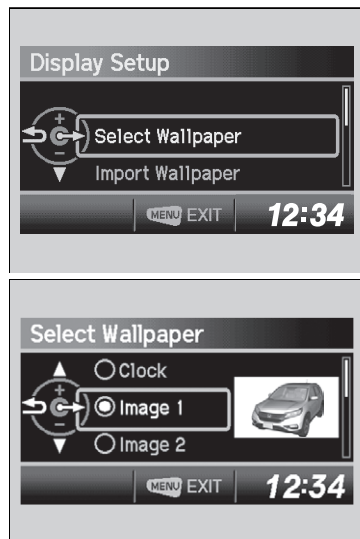 Display Setup
+
Select Wallpaper
−
Import Wallpaper
MENU EXIT
12:34
Select Wallpaper
Clock
+
Image 1
−
Image 2
MENU EXIT
12:34